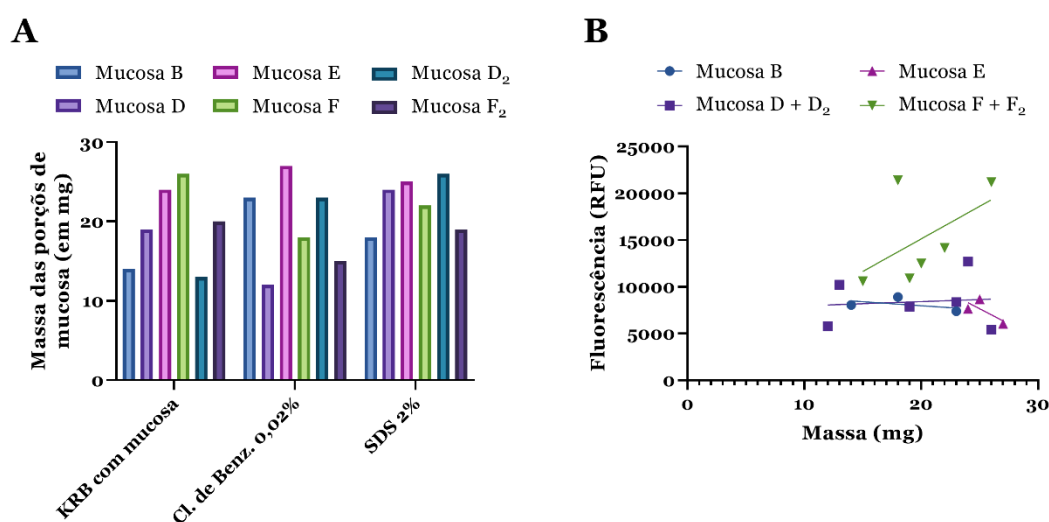 A
Mucosa B
Mucosa E
Mucosa D₂
Mucosa D
Mucosa F
Mucosa F₂
Massa das porções de
mucosa (em mg)
30
20
10
0
KRB com mucosa
Cl. de Benz. 0,02%
SDS 2%
B
Mucosa B
Mucosa E
Mucosa D + D₂
Mucosa F + F₂
Fluorescência (RFU)
25000
20000
15000
10000
5000
0
0
10
20
30
Massa (mg)